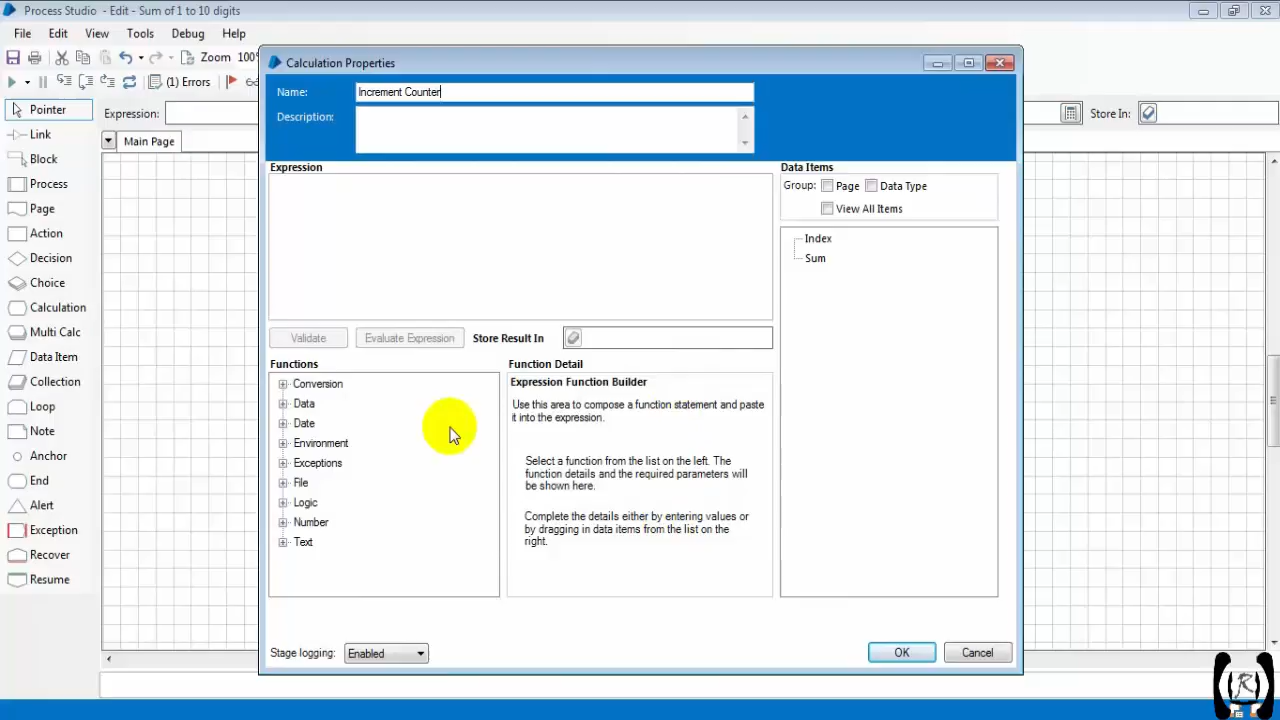 Process Studio - Edit - Sum of 1 to 10 digits
File Edit View Tools Debug Help
Zoom 100%
(1) Errors
Calculation Properties
Name: Increment Counter
Description:
Pointer
Expression:
Store In:
Link
Main Page
Block
Process
Page
Action
Decision
Choice
Calculation
Multi Calc
Data Item
Collection
Loop
Note
Anchor
End
Alert
Exception
Recover
Resume
Expression
Data Items
Group: Page Data Type
View All Items
Index
Sum
Validate Evaluate Expression Store Result In
Functions
Conversion
Data
Date
Environment
Exceptions
File
Logic
Number
Text
Function Detail
Expression Function Builder
Use this area to compose a function statement and paste
it into the expression.
Select a function from the list on the left. The
function details and the required parameters will
be shown here.
Complete the details either by entering values or
by dragging in data items from the list on the
right.
Stage logging: Enabled
OK Cancel
R